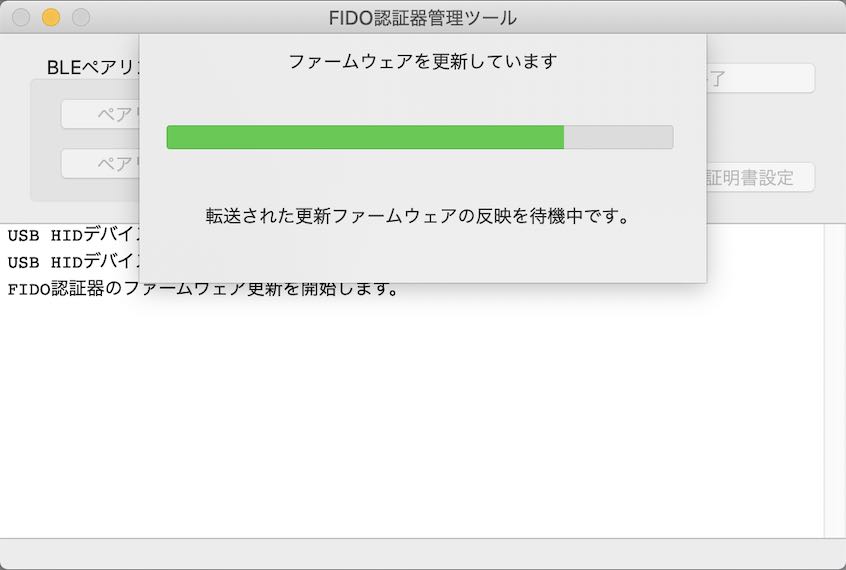 FIDO認証器管理ツール
ファームウェアを更新しています
転送された更新ファームウェアの反映を待機中です。
BLEペアリン
ペアリ
ペアリ
了
証明書設定
USB HIDデバイス
USB HIDデバイス
FIDO認証器のファームウェア更新を開始します。